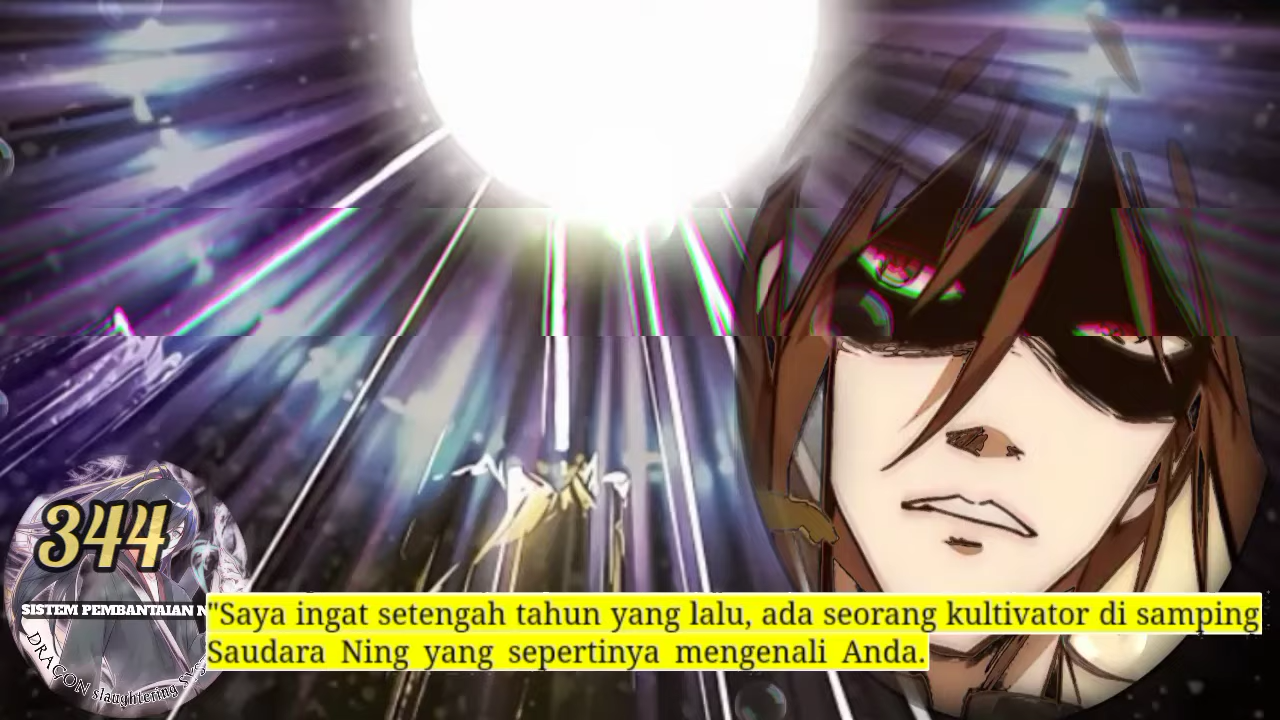 344
SISTEM PEMBANTAIAN N
DRAGON slaughtering
"Saya ingat setengah tahun yang lalu, ada seorang kultivator di samping
Saudara Ning yang sepertinya mengenali Anda.